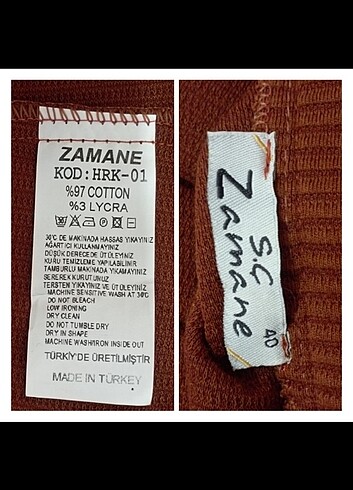 ZAMANE
KOD:HRK-01
%97 COTTON
%3 LYCRA
30°C DE MAKİNADA HASSAS YIKAYINIZ
AĞARTICI KULLANMAYINIZ
DÜŞÜK DERECEDE ÜTÜLEYİNİZ
KURU TEMİZLEME YAPILABİLİR
TAMBURLU MAKİNADA YIKAMAYINIZ
SEREREK KURUTUNUZ
TERSTEN YIKAYINIZ VE ÜTÜLEYİNİZ
MACHINE SENSITIVE WASH AT 30°C
DO NOT BLEACH
LOW IRONING
DRY CLEAN
DO NOT TUMBLE DRY
DRY IN SHAPE
MACHINE WASH/IRON INSIDE OUT
TÜRKİY'DE ÜRETİLMİŞTİR
MADE IN TURKEY
S.C
Zamane
40